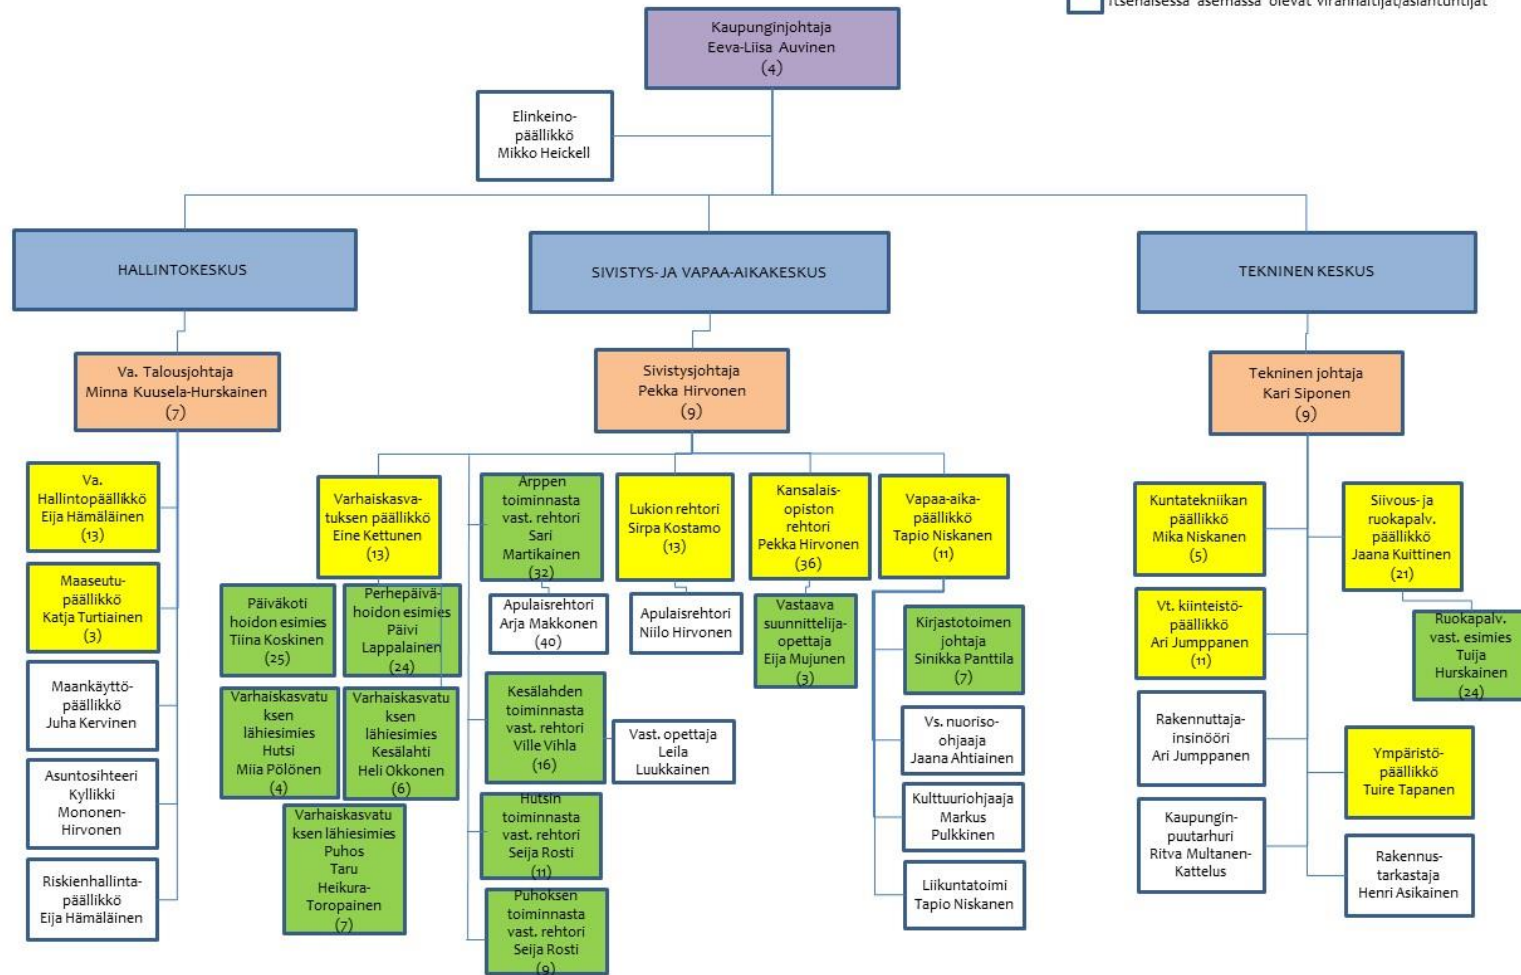 Itsenäisessä asemassa olevat viranhaltijat/asiantuntijat
Kaupunginjohtaja
Eeva-Liisa Auvinen
(4)
Elinkeino-
päällikkö
Mikko Heickell
HALLINTOKESKUS
SIVISTYS-JA VAPAA-AIKAKESKUS
TEKNINEN KESKUS
Va. Talousjohtaja
Minna Kuusela-Hurskainen
(7)
Sivistysjohtaja
Pekka Hirvonen
(9)
Tekninen johtaja
Kari Siponen
(9)
Va.
Hallintopäällikkö
Eija Hämäläinen
(13)
Maaseutu-
päällikkö
Katja Turtiainen
(3)
Maankäyttö-
päällikkö
Juha Kervinen
Asuntosihteeri
Kyllikki
Mononen-
Hirvonen
Riskienhallinta-
päällikkö
Eija Hämäläinen
Varhaiskasva-
tuksen päällikkö
Eine Kettunen
(13)
Päiväkoti
hoidon esimies
Tiina Koskinen
(25)
Perhepäivä-
hoidon esimies
Päivi
Lappalainen
(24)
Varhaiskasvatu
ksen
lähiesimies
Hutsi
Miia Pölönen
(4)
Varhaiskasvatu
ksen
lähiesimies
Kesälahti
Heli Okkonen
(6)
Varhaiskasvatu
ksen lähiesimies
Puhos
Taru
Heikura-
Toropainen
(7)
Arppen
toiminnasta
vast. rehtori
Sari
Martikainen
(32)
Apulaisrehtori
Arja Makkonen
(40)
Kesälahden
toiminnasta
vast. rehtori
Ville Vihla
(16)
Vast. opettaja
Leila
Luukkainen
Hutsin
toiminnasta
vast. rehtori
Seija Rosti
(11)
Puhoksen
toiminnasta
vast. rehtori
Seija Rosti
(9)
Lukion rehtori
Sirpa Kostamo
(13)
Apulaisrehtori
Niilo Hirvonen
Kansalais-
opiston
rehtori
Pekka Hirvonen
(36)
Vastaava
suunnittelija-
opettaja
Eija Mujunen
(3)
Vapaa-aika-
päällikkö
Tapio Niskanen
(11)
Kirjastotoimen
johtaja
Sinikka Panttila
(7)
Vs. nuoriso-
ohjaaja
Jaana Ahtiainen
Kulttuuriohjaaja
Markus
Pulkkinen
Liikuntatoimi
Tapio Niskanen
Kuntatekniikan
päällikkö
Mika Niskanen
(5)
Vt. kiinteistö-
päällikkö
Ari Jumppanen
(11)
Rakennuttaja-
insinööri
Ari Jumppanen
Kaupungin-
puutarhuri
Ritva Multanen-
Kattelus
Siivous- ja
ruokapalv.
päällikkö
Jaana Kuittinen
(21)
Ruokapalv.
vast. esimies
Tuija
Hurskainen
(24)
Ympäristö-
päällikkö
Tuire Tapanen
Rakennus-
tarkastaja
Henri Asikainen